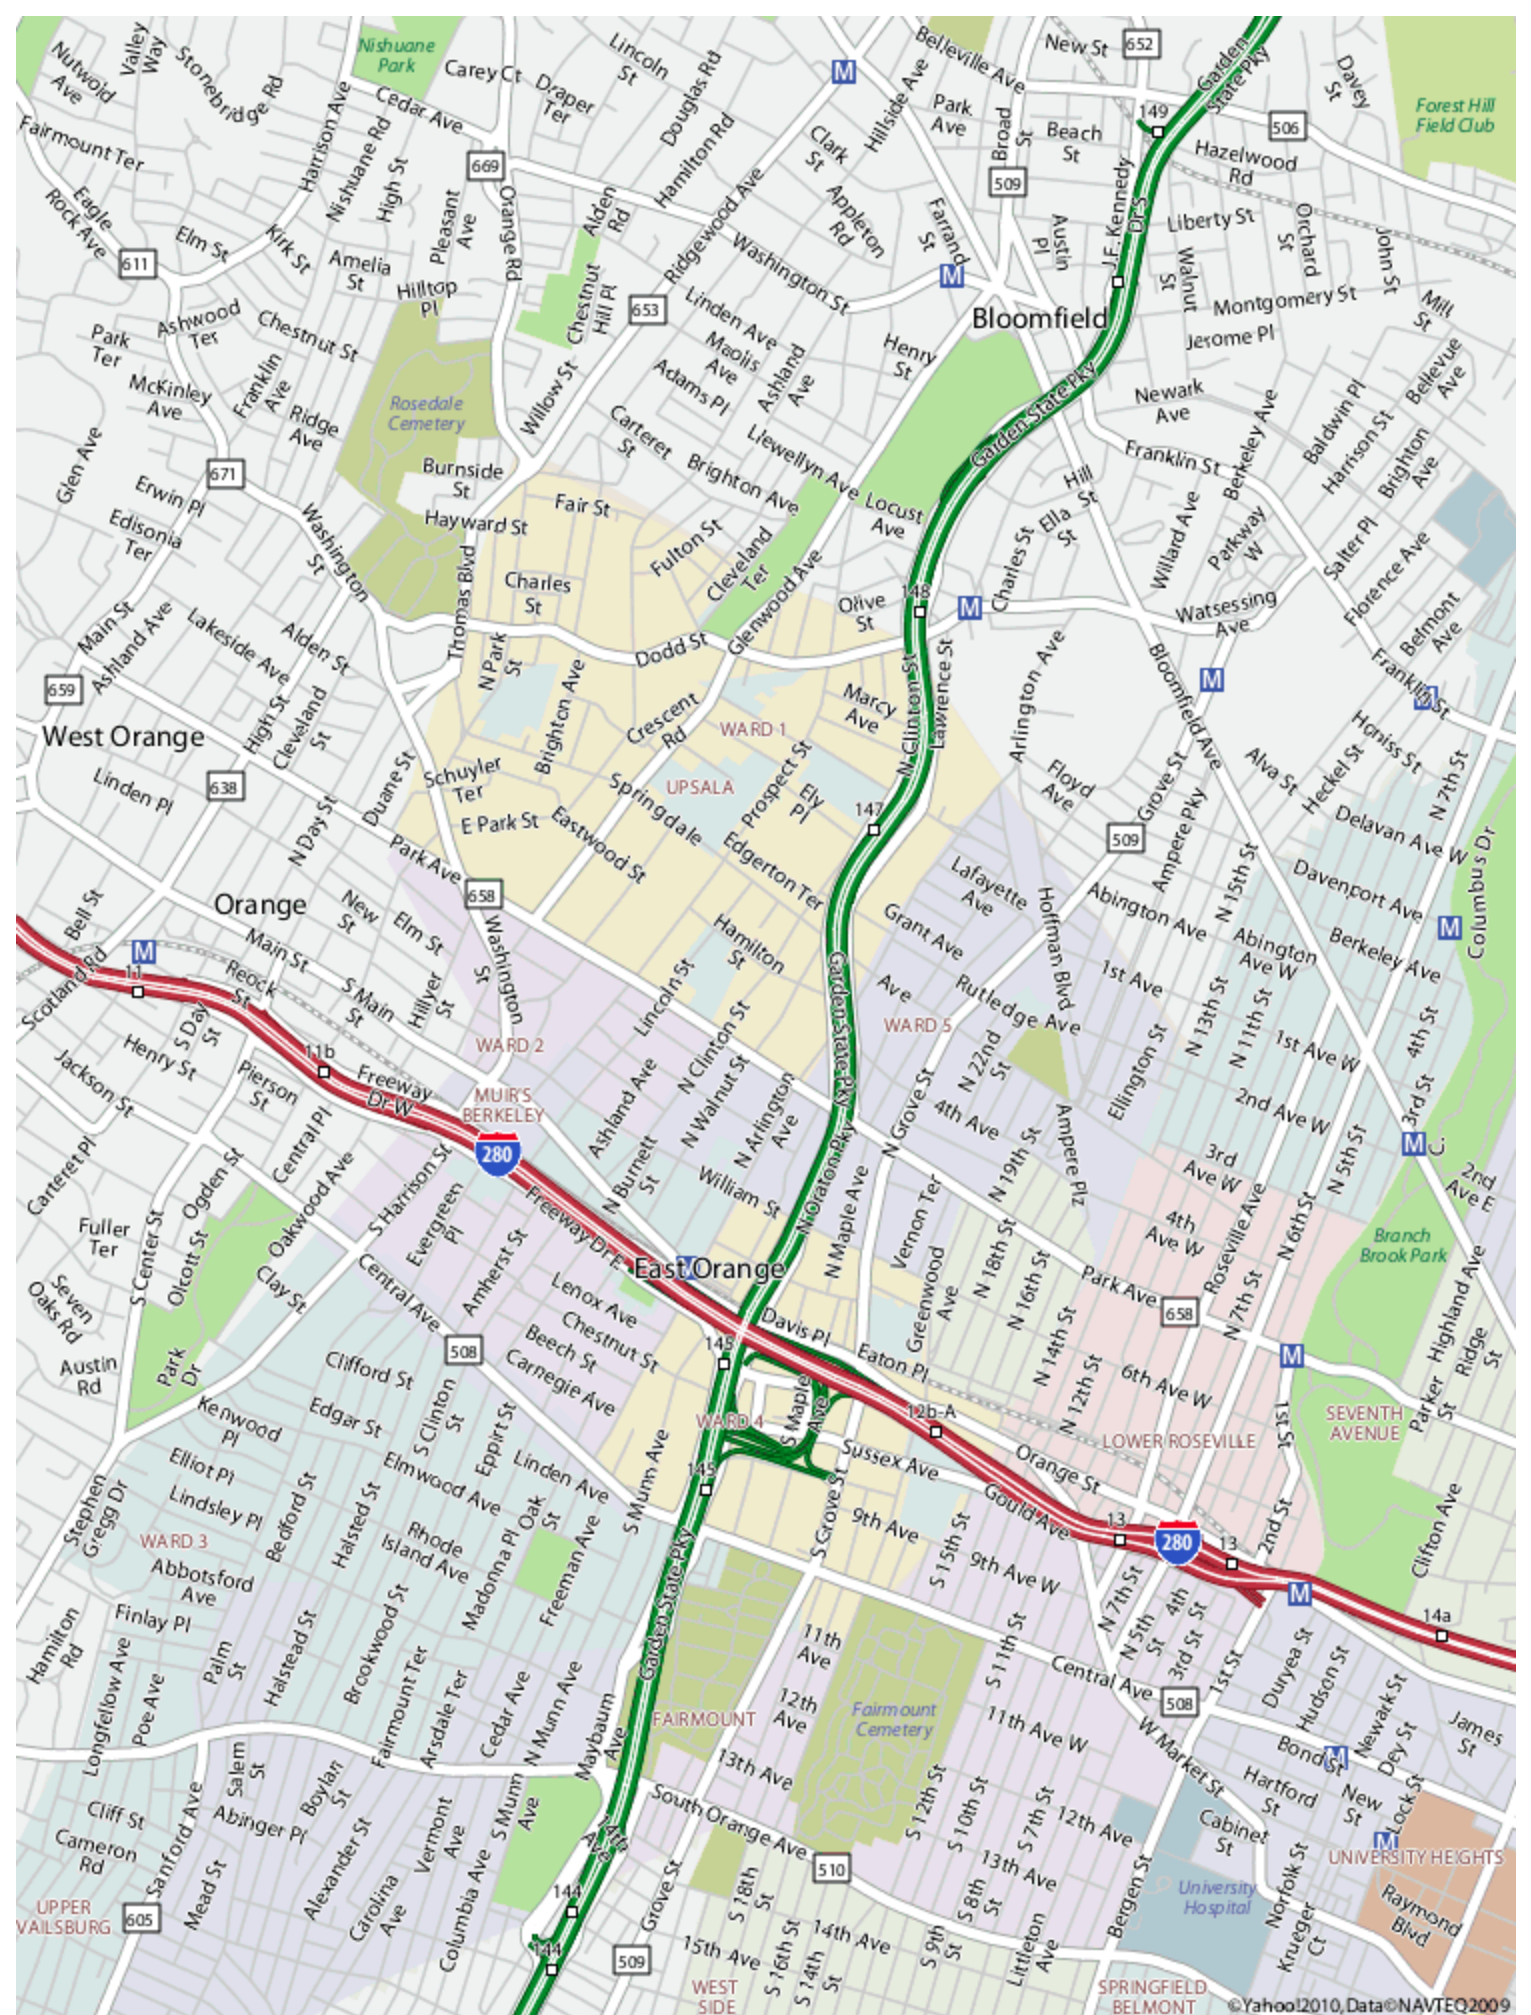 Nutwold
Ave
Valley
Way
Stonebridge Rd
Nishuane
Park
Carey Ct
Draper
Ter
Lincoln
St
Douglas Rd
M
Belleville Ave
New St
652
Garden
State Pky
Davey
St
Forest Hill
Field Club
Fairmount Ter
Harrison Ave
Cedar Ave
Nishuane Rd
High St
669
Hamilton Rd
Clark
St
Hillside Ave
Park
Ave
Broad
St
Beach
St
149
506
Hazelwood
Rd
Eagle
Rock Ave
611
Elm St
Kirk St
Amelia
St
Pleasant
Ave
Orange Rd
Alden
Rd
Ridgewood Ave
Washington St
Appleton
Rd
Farrand
St
509
Austin
Pl
J.F. Kennedy
Dr S
Liberty St
Walnut
St
Orchard
St
John St
M
Hilltop
Pl
Chestnut
Hill Pl
653
Linden Ave
Montgomery St
Mill
St
Bloomfield
Jerome Pl
Park
Ter
Ashwood
Ter
Chestnut St
Maolis
Ave
Ashland
Ave
Henry
St
Adams Pl
McKinley
Ave
Franklin
Ave
Ridge
Ave
Rosedale
Cemetery
Willow St
Garden State Pky
Newark
Ave
Berkeley Ave
Baldwin Pl
Bellevue
Ave
Harrison St
Brighton
Ave
Glen Ave
671
Burnside
St
Carteret
St
Brighton Ave
Llewellyn Ave
Locust
Ave
Franklin St
Hill
St
Ella
St
Erwin Pl
Edisonia
Ter
Washington
St
Fair St
Hayward St
Fulton St
Cleveland
Ter
Charles St
Willard Ave
Parkway
W
Salter Pl
Florence Ave
Main St
Ashland Ave
Lakeside Ave
Alden St
Thomas Blvd
Charles
St
Glenwood Ave
Olive
St
148
M
Watsessing
Ave
Belmont
Ave
659
N Park
St
Dodd St
N Clinton St
Lawrence St
Arlington Ave
Bloomfield Ave
M
Franklin St
M
West Orange
High St
Cleveland
St
Brighton Ave
Crescent
Rd
WARD 1
Marcy
Ave
Honiss St
Linden Pl
638
Duane St
Schuyler
Ter
UPSALA
Prospect St
Ely
Pl
Floyd
Ave
Grove St
Alva St
Heckel St
N 7th St
N Day St
E Park St
Eastwood St
Springdale
147
509
Ampere Pky
Delavan Ave W
Columbus Dr
Park Ave
658
Edgerton Ter
Lafayette
Ave
Hoffman Blvd
Abington Ave
N 15th St
Davenport Ave
Bell St
Orange
New
St
Elm St
Washington
St
Hamilton
St
Grant Ave
Abington
Ave W
Berkeley Ave
M
M
11
Scotland Rd
Main St
Reock
St
S Main
St
Hillyer
St
Lincoln St
Garden State Pky
Ave
Rutledge Ave
1st Ave
N 13th St
N 11th St
1st Ave W
4th St
S Day
St
Henry St
11b
WARD 2
N Clinton St
WARD 5
N 22nd
St
Ellington St
Jackson St
Pierson
St
Freeway
Dr W
MUIR'S
BERKELEY
280
Ashland Ave
N Walnut St
N Arlington
Ave
N Grove St
4th Ave
Ampere Plz
2nd Ave W
3rd St
M
Carteret Pl
Central Pl
Ogden St
Oakwood Ave
S Harrison St
N Burnett
St
William St
N Oraton Pky
N Maple Ave
N 19th St
3rd
Ave W
N 5th St
2nd
Ave E
Fuller
Ter
S Center St
Olcott St
Evergreen
Pl
Freeway Dr E
Vernon Ter
N 18th St
4th
Ave W
Roseville Ave
N 6th St
Branch
Brook Park
Seven
Oaks Rd
Clay St
Central Ave
Amherst St
East Orange
M
Greenwood
Ave
N 16th St
Park Ave
658
N 7th St
Highland Ave
Lenox Ave
Chestnut St
Davis Pl
145
Eaton Pl
N 14th St
M
Ridge
St
Austin
Rd
Park
Dr
508
Clifford St
Beech St
Carnegie Ave
6th Ave W
N 12th St
Parker
St
Kenwood
Pl
Edgar St
S Clinton
St
Eppirt St
WARD 4
S Maple
Ave
12b-A
LOWER ROSEVILLE
1st St
SEVENTH
AVENUE
Elliot Pl
Elmwood Ave
Linden Ave
S Munn Ave
145
Sussex Ave
Orange St
Stephen
Gregg Dr
Lindsley Pl
Bedford St
Halsted St
Rhode
Island Ave
Oak
St
S Grove St
9th Ave
Gould Ave
13
280
13
2nd St
Clifton Ave
WARD 3
Abbotsford
Ave
Madonna Pl
Freeman Ave
Garden State Pky
S 15th St
9th Ave W
N 7th St
4th
St
M
14a
Finlay Pl
Hamilton
Rd
Palm
St
Halstead St
Brookwood St
11th
Ave
S 11th St
N 5th
St
3rd St
Central Ave
1st St
508
Duryea St
Hudson St
Longfellow Ave
Poe Ave
Fairmount Ter
Arsdale Ter
Cedar Ave
N Munn Ave
Maybaum
Ave
FAIRMOUNT
12th
Ave
Fairmount
Cemetery
11th Ave W
W Market St
Newark St
James
St
Salem
St
Boylan
St
13th Ave
Bond St
M
Dey St
Cliff St
Cameron
Rd
Sanford Ave
Abinger Pl
Alexander St
Vermont
Ave
S Munn
Ave
South Orange Ave
510
S 12th St
S 10th St
S 7th St
12th Ave
Hartford
St
New
St
Lock St
M
Cabinet
St
UNIVERSITY HEIGHTS
14th
Ave
13th Ave
UPPER
VAILSBURG
605
Mead St
Carolina
Ave
Columbia Ave
144
144
Grove St
509
S 18th
St
15th Ave
S 16th St
S 14th
St
14th Ave
S 9th
St
S 8th
St
Littleton
Ave
Bergen St
University
Hospital
Norfolk St
Krueger
Ct
Raymond
Blvd
WEST
SIDE
SPRINGFIELD
BELMONT
©Yahoo!2010,Data©NAVTEQ2009